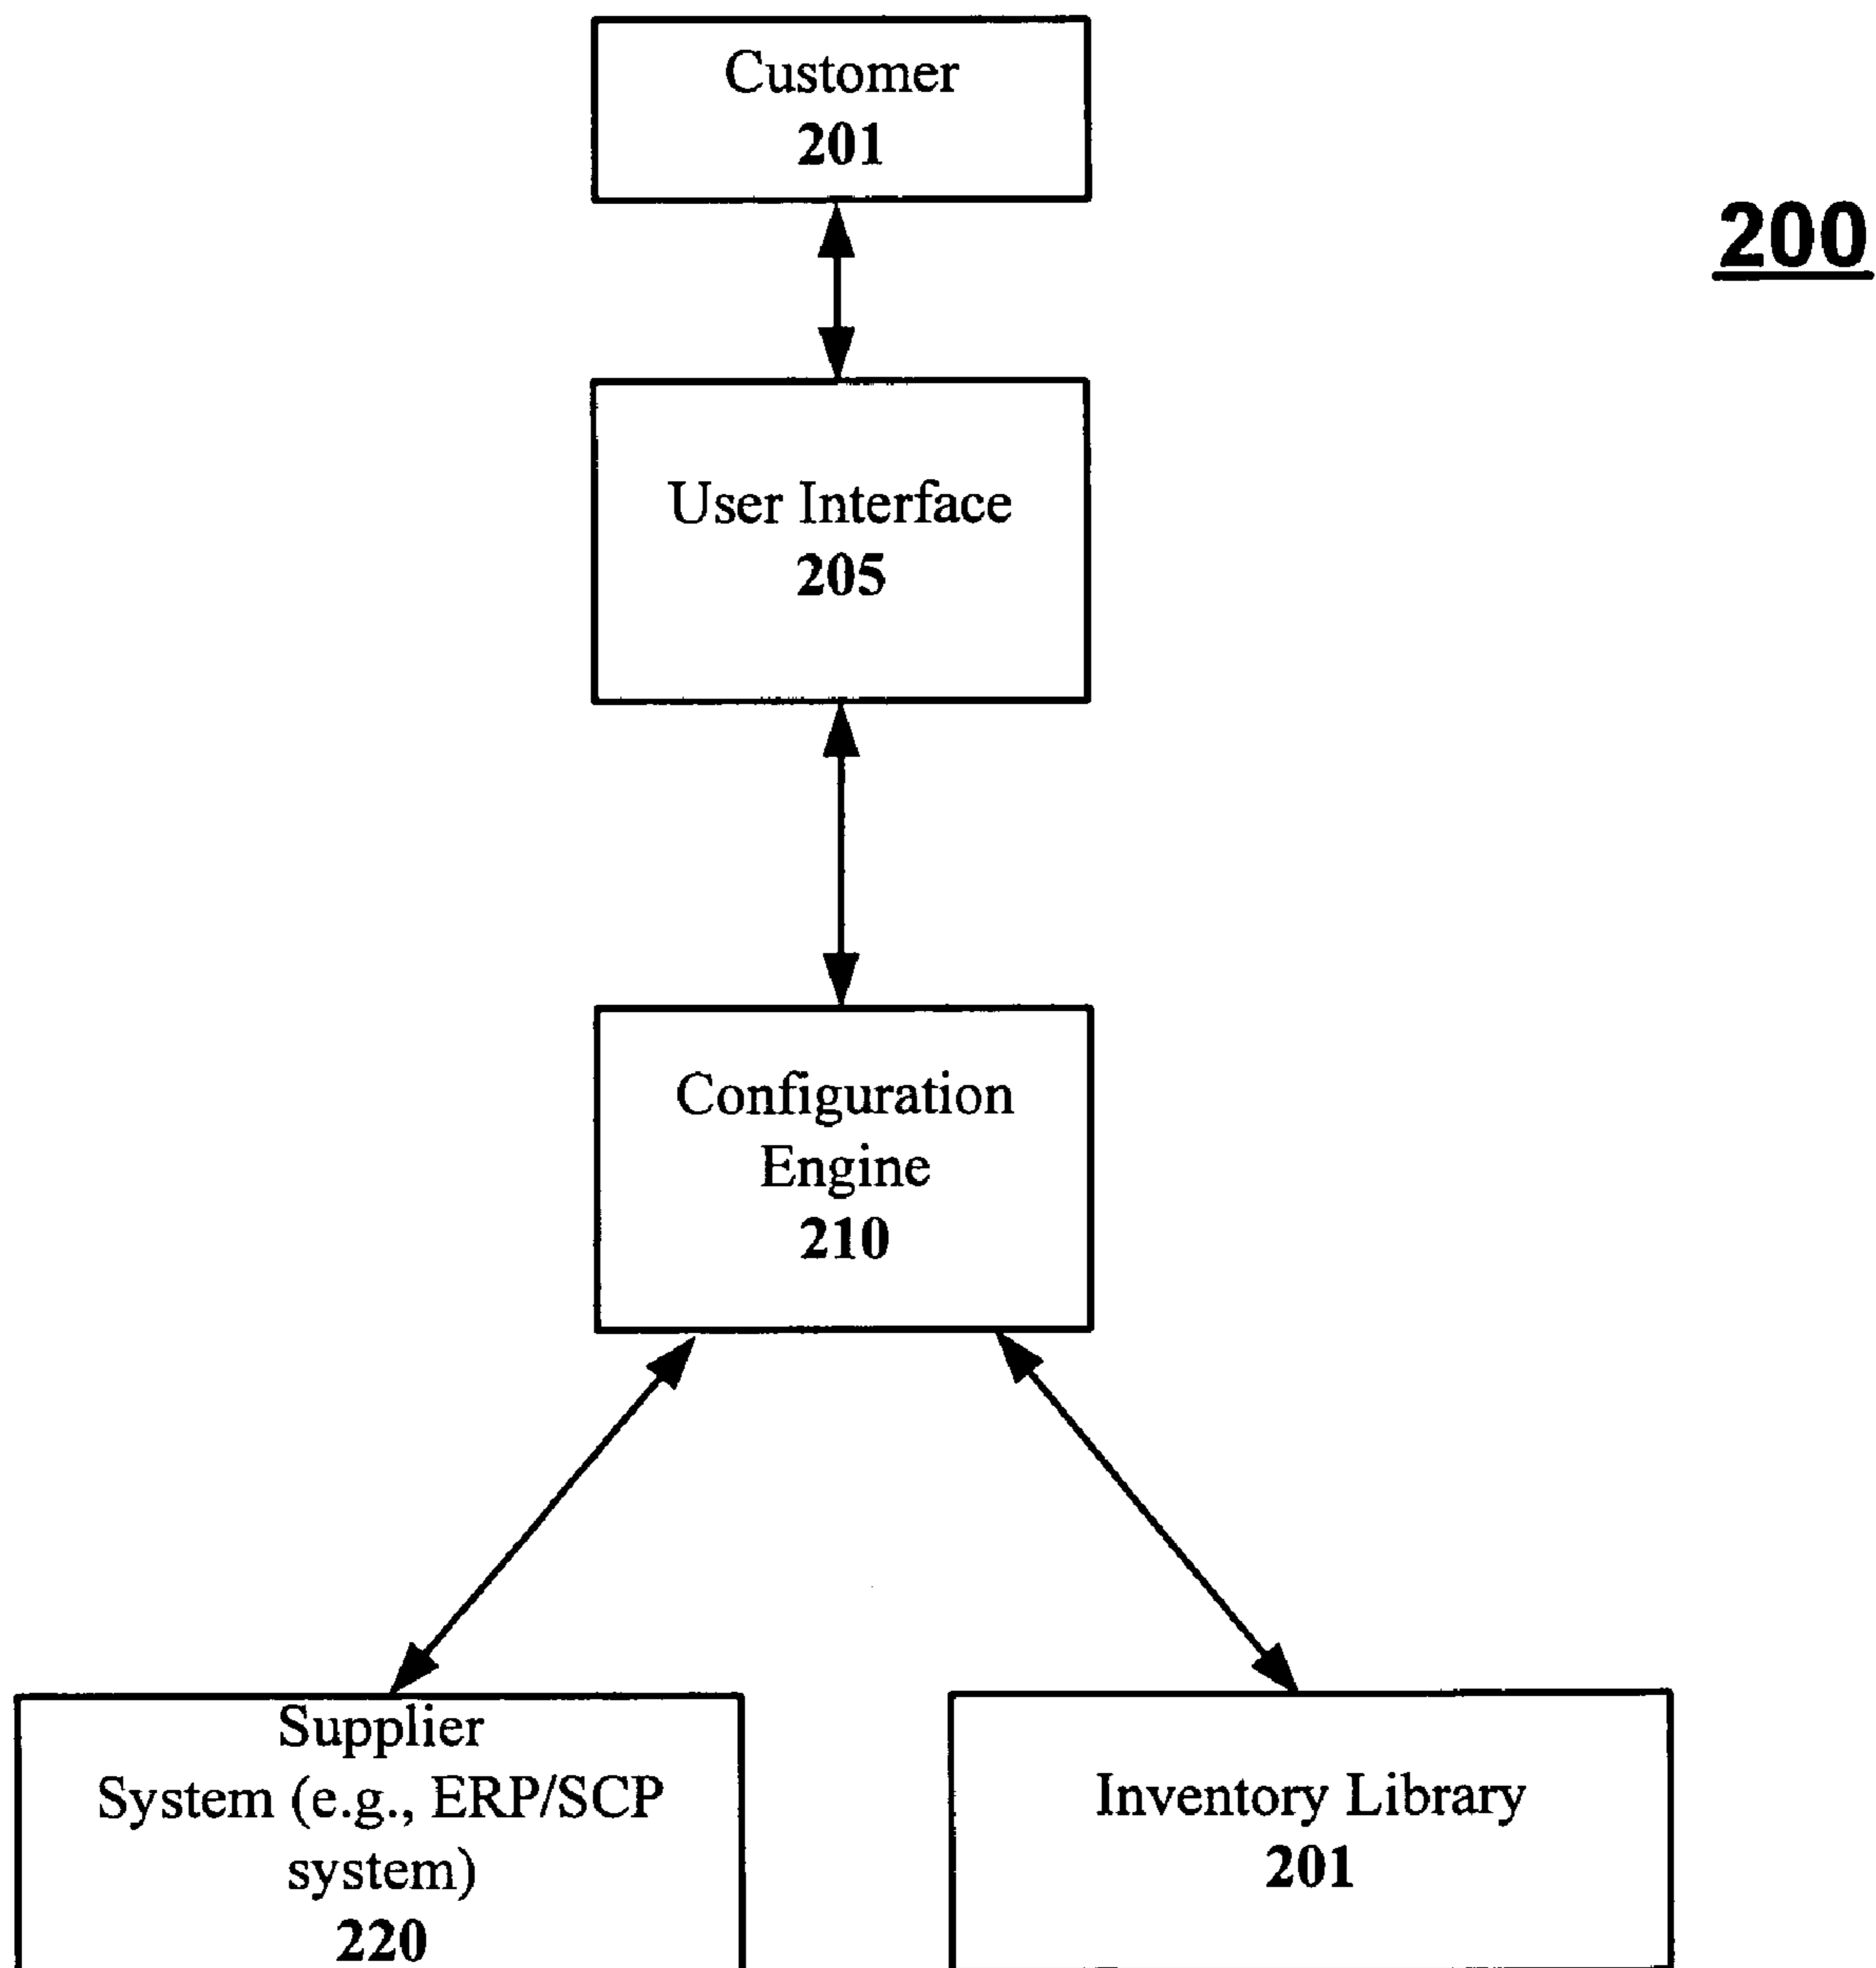 Customer
201
200
User Interface
205
Configuration
Engine
210
Supplier
System (e.g., ERP/SCP
system)
220
Inventory Library
201